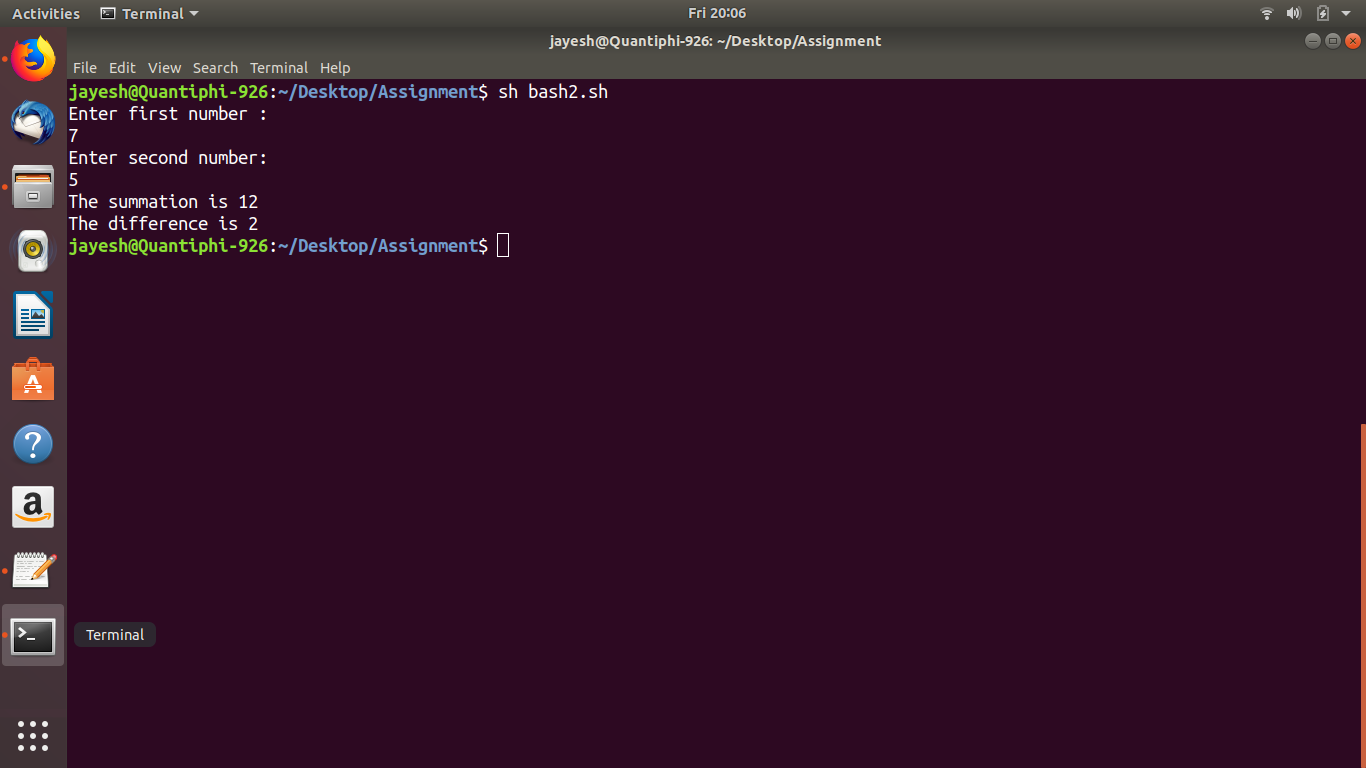 Activities Terminal Fri 20:06
jayesh@Quantiphi-926: ~/Desktop/Assignment
File Edit View Search Terminal Help
jayesh@Quantiphi-926:~/Desktop/Assignment$ sh bash2.sh
Enter first number :
7
Enter second number:
5
The summation is 12
The difference is 2
jayesh@Quantiphi-926:~/Desktop/Assignment$
Terminal